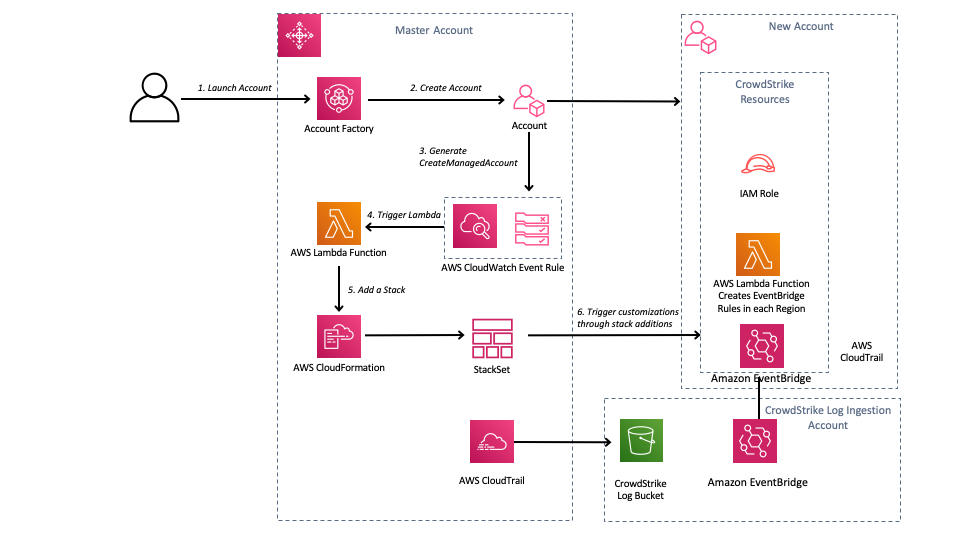 Master Account
New Account
1. Launch Account
2. Create Account
Account Factory
Account
CrowdStrike
Resources
3. Generate
CreateManagedAccount
IAM Role
4. Trigger Lambda
AWS Lambda Function
AWS CloudWatch Event Rule
5. Add a Stack
AWS Lambda Function
Creates EventBridge
Rules in each Region
6. Trigger customizations
through stack additions
AWS CloudFormation
StackSet
AWS
CloudTrail
Amazon EventBridge
CrowdStrike Log Ingestion
Account
AWS CloudTrail
CrowdStrike
Log Bucket
Amazon EventBridge